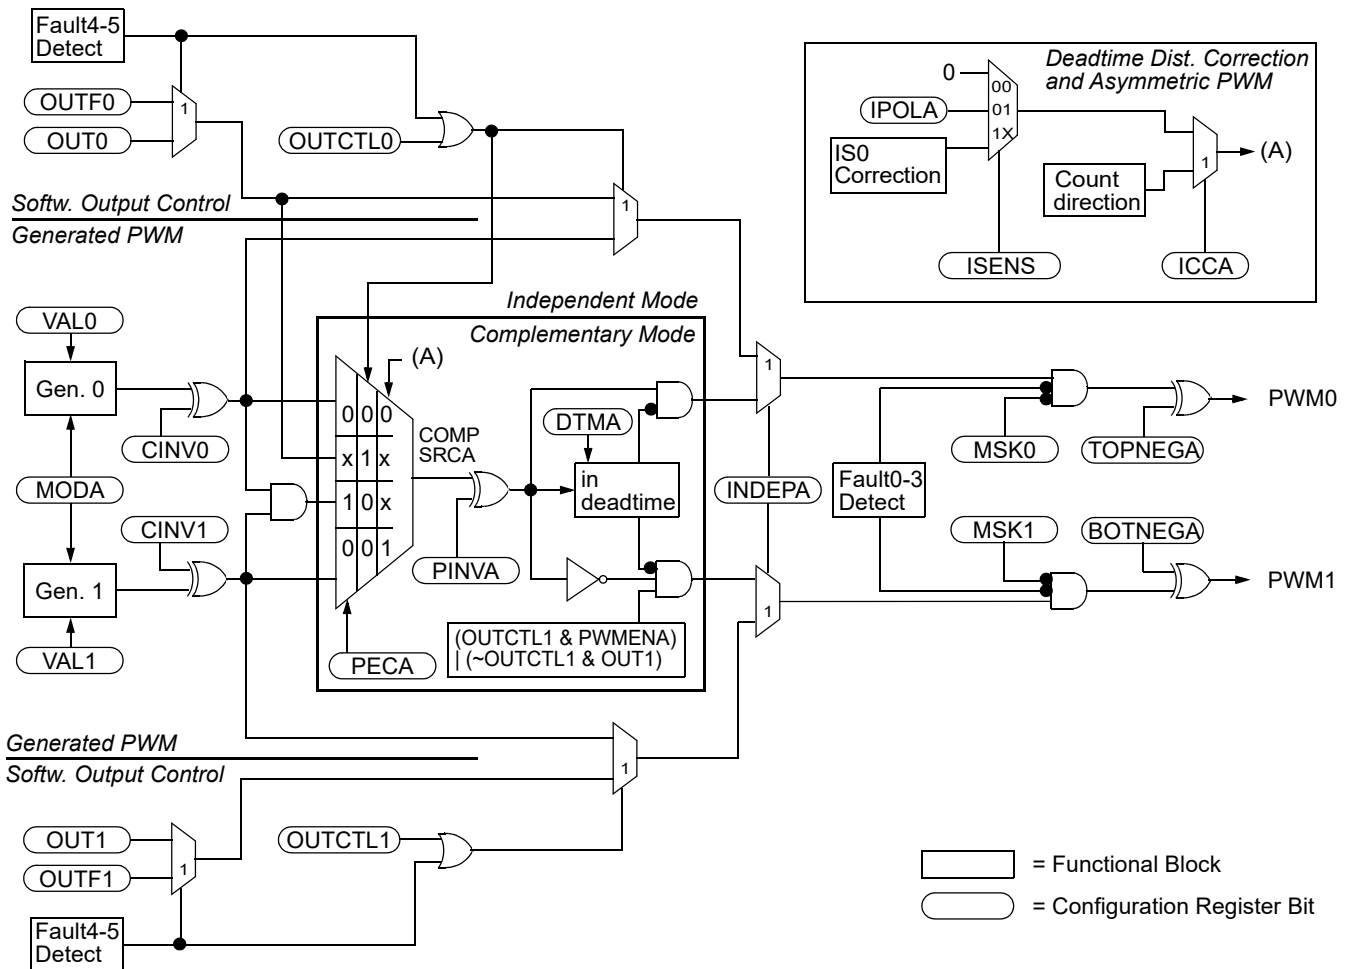 Fault4-5
Detect
OUTF0
OUT0
1
OUTCTL0
Softw. Output Control
Generated PWM
1
Deadtime Dist. Correction
and Asymmetric PWM
0
00
01
1X
IPOLA
IS0
Correction
Count
direction
1
(A)
ISENS
ICCA
Independent Mode
Complementary Mode
VAL0
Gen. 0
CINV0
MODA
CINV1
Gen. 1
VAL1
(A)
0 0 0
x 1 x
1 0 x
0 0 1
COMP
SRCA
PINVA
PECA
DTMA
in
deadtime
(OUTCTL1 & PWMENA)
| (~OUTCTL1 & OUT1)
1
INDEPA
1
Fault0-3
Detect
MSK0
TOPNEGA
PWM0
MSK1
BOTNEGA
PWM1
Generated PWM
Softw. Output Control
1
OUT1
OUTF1
1
OUTCTL1
Fault4-5
Detect
= Functional Block
= Configuration Register Bit